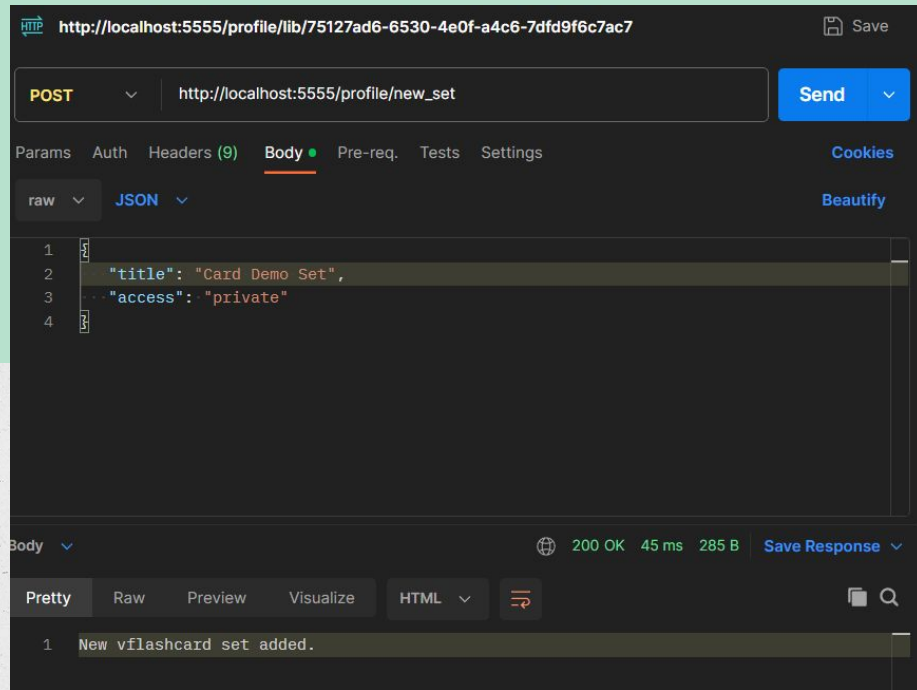 HTTP http://localhost:5555/profile/lib/75127ad6-6530-4e0f-a4c6-7dfd9f6c7ac7 Save
POST http://localhost:5555/profile/new_set Send
Params Auth Headers (9) Body Pre-req. Tests Settings Cookies
raw JSON Beautify
1 {
2 "title": "Card Demo Set",
3 "access": "private"
4 }
Body 200 OK 45 ms 285 B Save Response
Pretty Raw Preview Visualize HTML
1 New vflashcard set added.